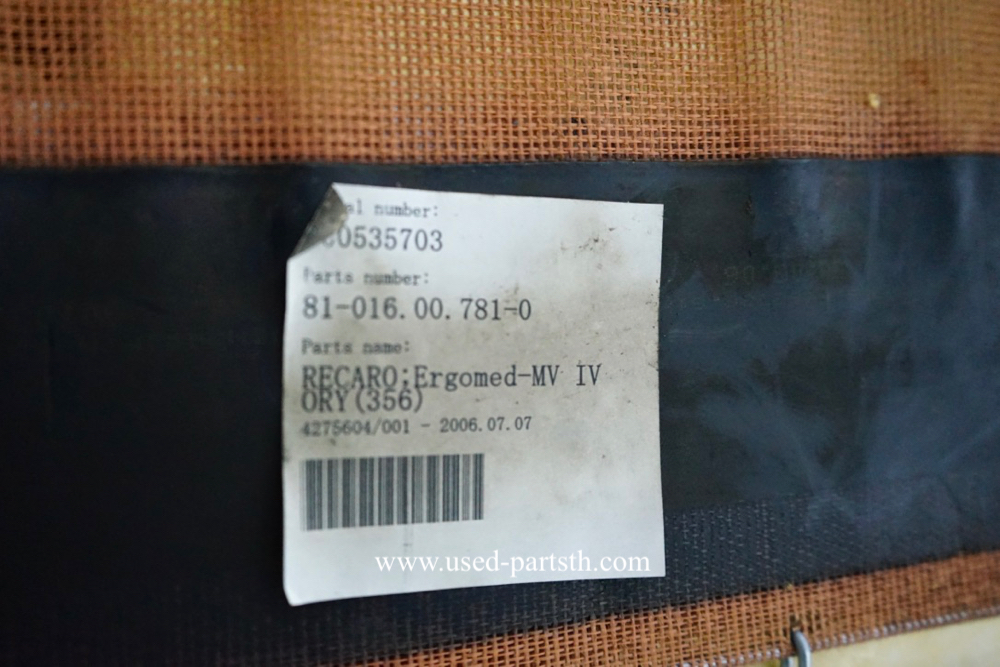 number:
0535703
Parts number:
81-016.00.781-0
Parts name:
RECARO:Ergomed-MV IV
ORY(356)
4275604/001 - 2006.07.07
www.used-partsth.com